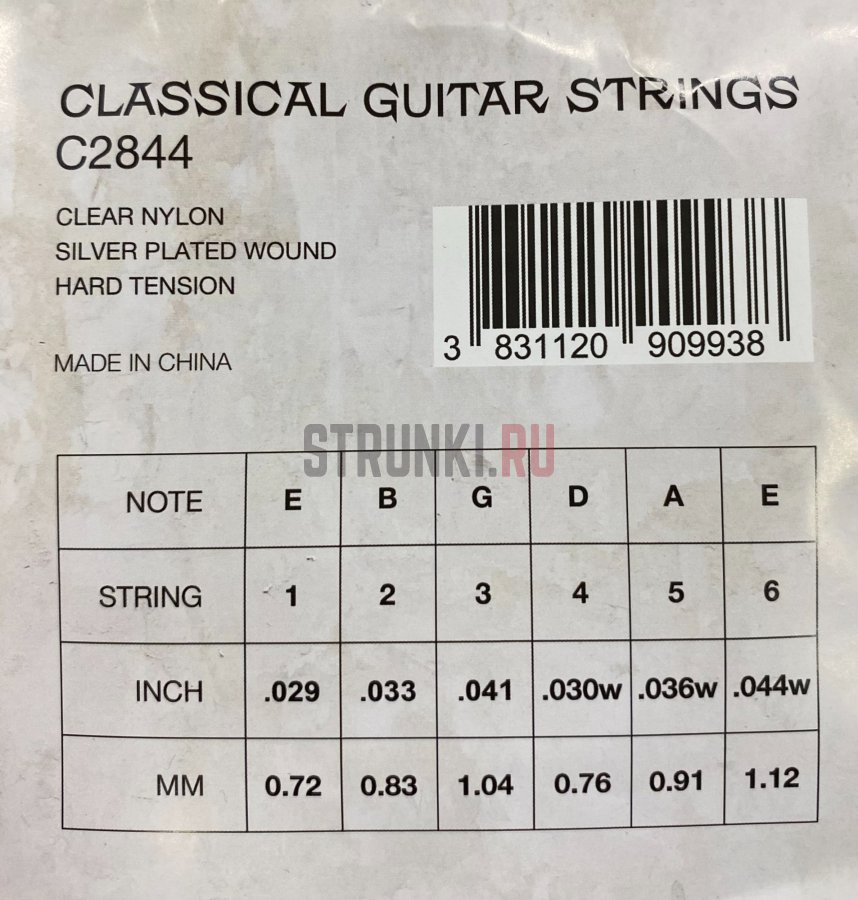 CLASSICAL GUITAR STRINGS
C2844
CLEAR NYLON
SILVER PLATED WOUND
HARD TENSION
MADE IN CHINA
3 831120 909938
STRUNKI.RU
NOTE E B G D A E
STRING 1 2 3 4 5 6
INCH .029 .033 .041 .030w .036w .044w
MM 0.72 0.83 1.04 0.76 0.91 1.12